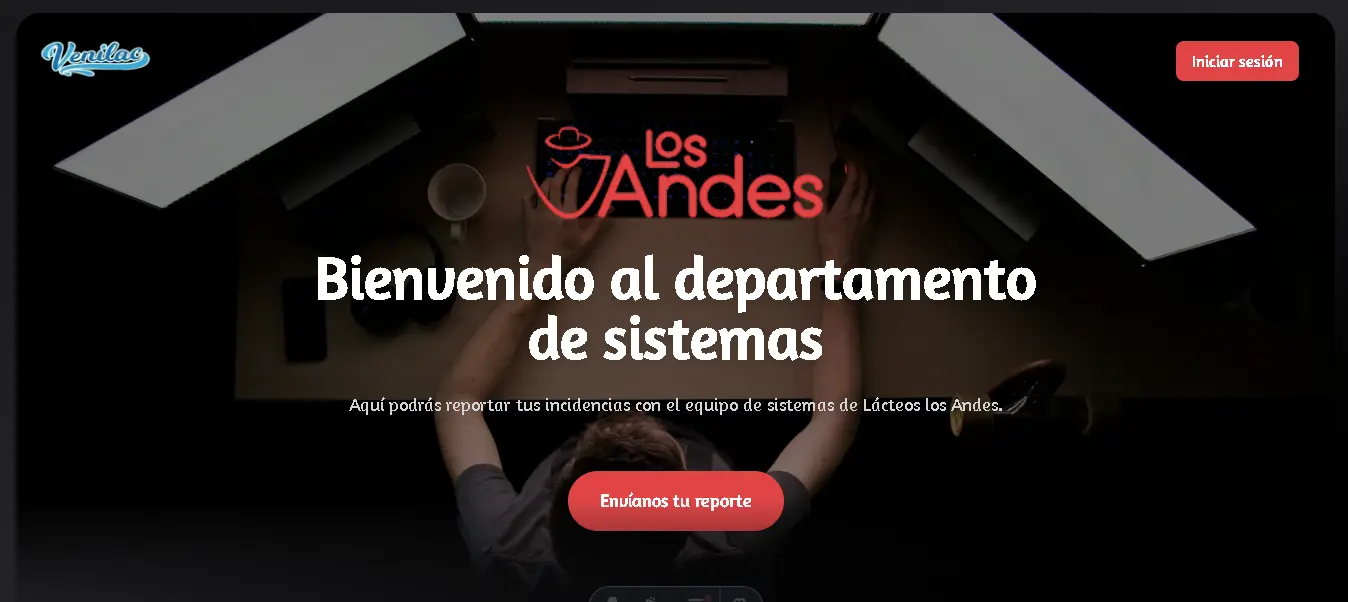 Venilac
Iniciar sesión
Los
Andes
Bienvenido al departamento
de sistemas
Aquí podrás reportar tus incidencias con el equipo de sistemas de Lácteos los Andes.
Envíanos tu reporte